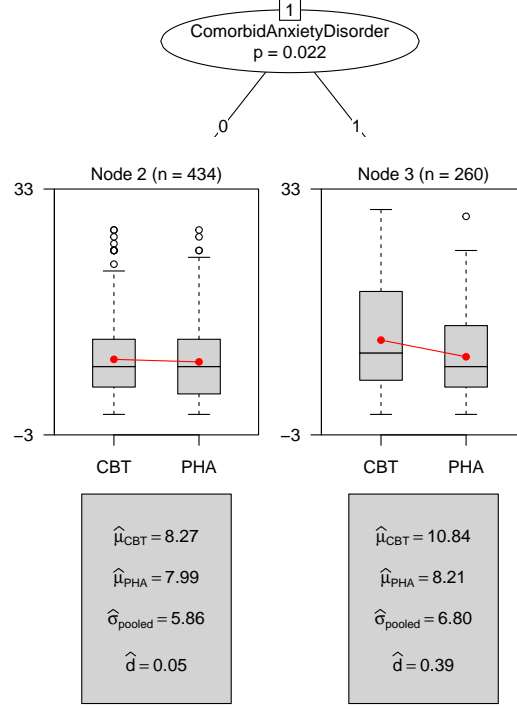 1
ComorbidAnxietyDisorder
p = 0.022
0
1
Node 2 (n = 434)
33
−3
CBT PHA
Node 3 (n = 260)
33
−3
CBT PHA
μ̂CBT = 8.27
μ̂PHA = 7.99
σ̂pooled = 5.86
d̂ = 0.05
μ̂CBT = 10.84
μ̂PHA = 8.21
σ̂pooled = 6.80
d̂ = 0.39